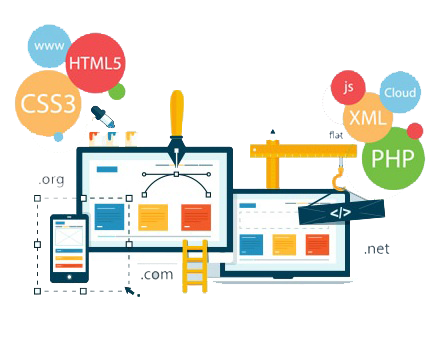 www
HTML5
CSS3
js
Cloud
XML
flat
PHP
.org
</>
.com
.net